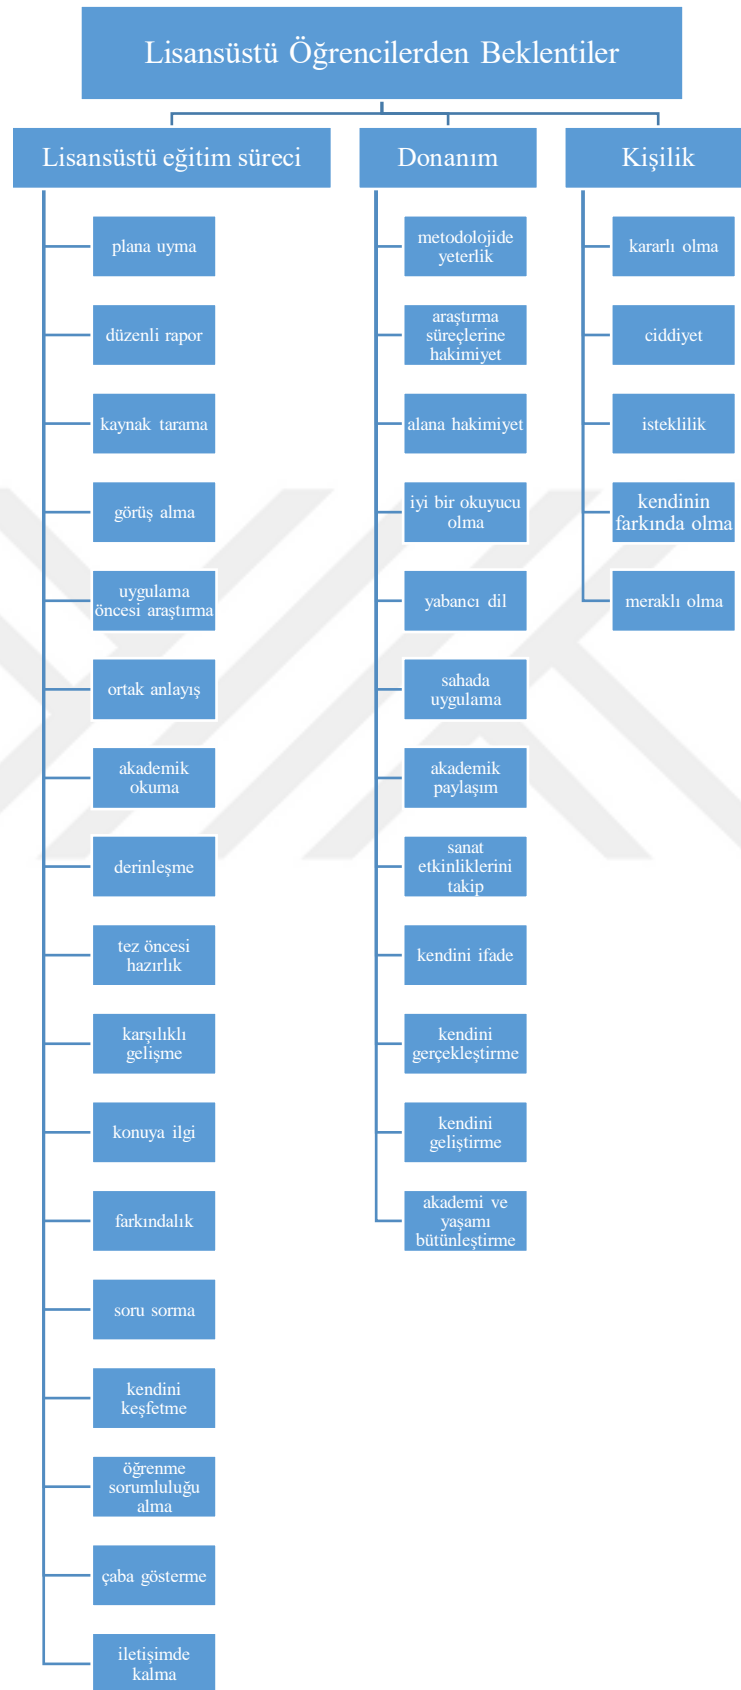 Lisansüstü Öğrencilerden Beklentiler
Lisansüstü eğitim süreci
plana uyma
düzenli rapor
kaynak tarama
görüş alma
uygulama
öncesi araştırma
ortak anlayış
akademik
okuma
derinleşme
tez öncesi
hazırlık
karşılıklı
gelişme
konuya ilgi
farkındalık
soru sorma
kendini
keşfetme
öğrenme
sorumluluğu
alma
çaba gösterme
iletişimde
kalma
Donanım
metodolojide
yeterlik
araştırma
süreçlerine
hakimiyet
alana hakimiyet
iyi bir okuyucu
olma
yabancı dil
sahada
uygulama
akademik
paylaşım
sanat
etkinliklerini
takip
kendini ifade
kendini
gerçekleştirme
kendini
geliştirme
akademi ve
yaşamı
bütünleştirme
Kişilik
kararlı olma
ciddiyet
isteklilik
kendinin
farkında olma
meraklı olma